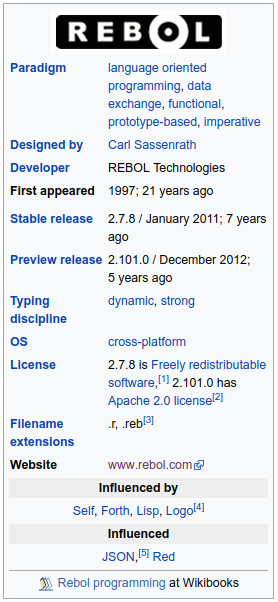 REBOL
Paradigm language oriented
programming, data
exchange, functional,
prototype-based, imperative
Designed by Carl Sassenrath
Developer REBOL Technologies
First appeared 1997; 21 years ago
Stable release 2.7.8 / January 2011; 7 years
ago
Preview release 2.101.0 / December 2012;
5 years ago
Typing dynamic, strong
discipline
OS cross-platform
License 2.7.8 is Freely redistributable
software,[1] 2.101.0 has
Apache 2.0 license[2]
Filename .r, .reb[3]
extensions
Website www.rebol.com
Influenced by
Self, Forth, Lisp, Logo[4]
Influenced
JSON,[5] Red
Rebol programming at Wikibooks